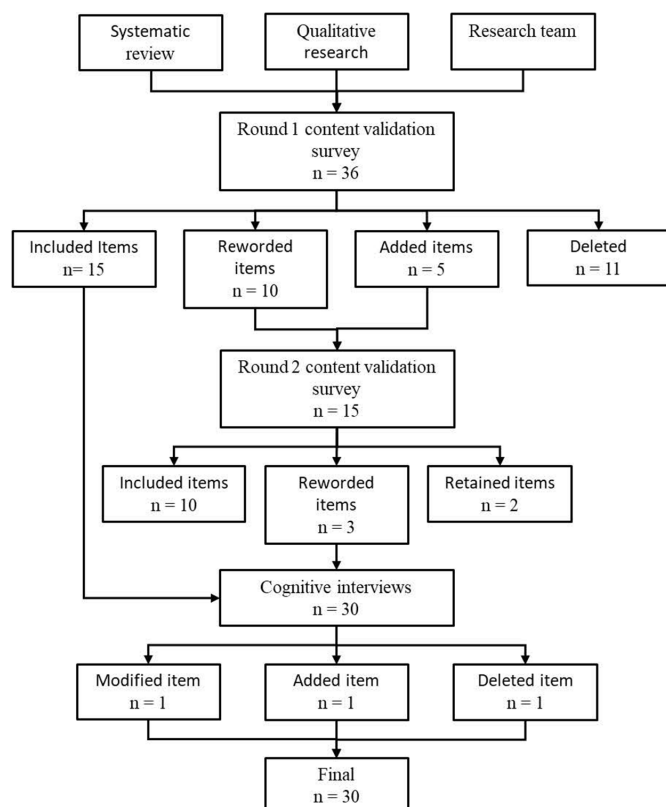 Systematic
review
Qualitative
research
Research team
Round 1 content validation
survey
n = 36
Included Items
n= 15
Reworded
items
n = 10
Added items
n = 5
Deleted
n = 11
Round 2 content validation
survey
n = 15
Included items
n = 10
Reworded
items
n = 3
Retained items
n = 2
Cognitive interviews
n = 30
Modified item
n = 1
Added item
n = 1
Deleted item
n = 1
Final
n = 30